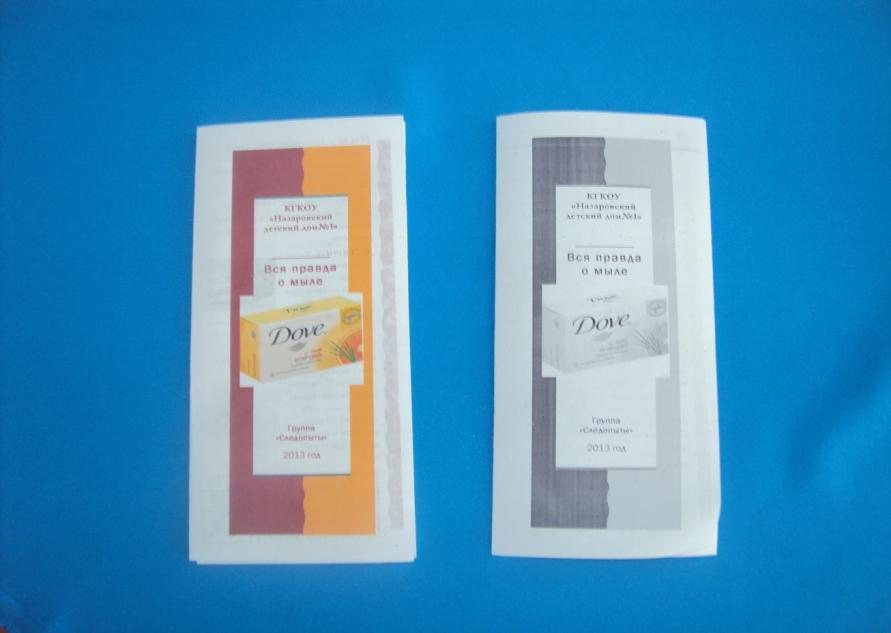 КГКОУ
«Назаровский
детский дом№1»
Вся правда
о мыле
Dove
Группа
«Следопыты»
2013 год
КГКОУ
«Назаровский
детский дом№1»
Вся правда
о мыле
Dove
Группа
«Следопыты»
2013 год